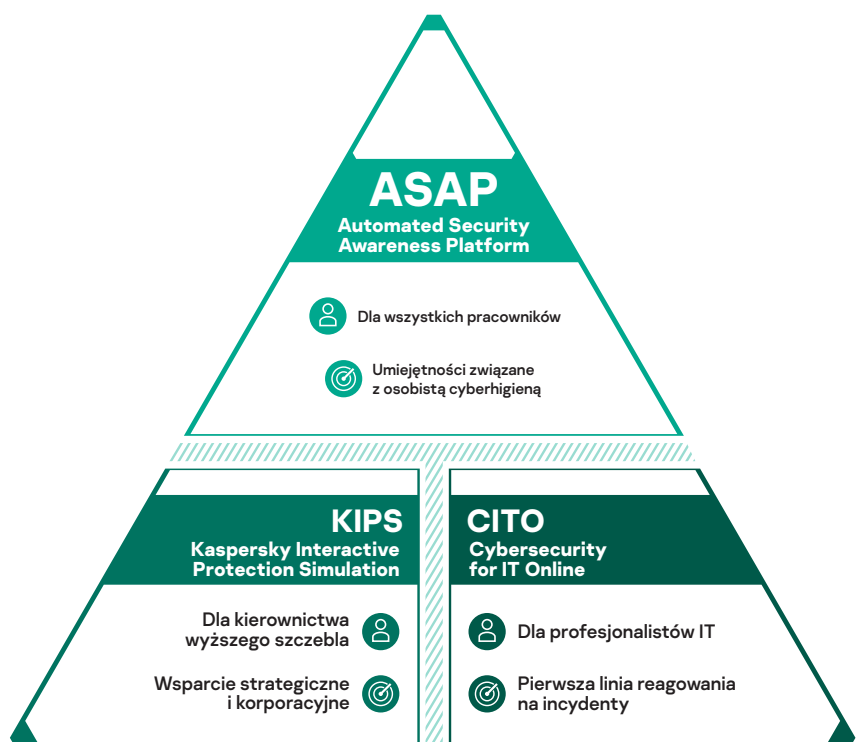 ASAP
Automated Security
Awareness Platform
Dla wszystkich pracowników
Umiejętności związane
z osobistą cyberhigieną
KIPS
Kaspersky Interactive
Protection Simulation
Dla kierownictwa
wyższego szczebla
Wsparcie strategiczne
i korporacyjne
CITO
Cybersecurity
for IT Online
Dla profesjonalistów IT
Pierwsza linia reagowania
na incydenty